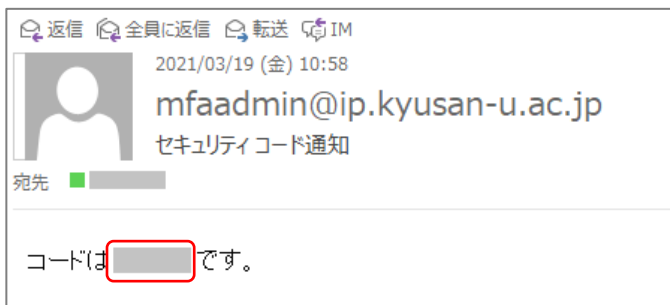 返信 全員に返信 転送 IM
2021/03/19 (金) 10:58
mfaadmin@ip.kyusan-u.ac.jp
セキュリティ コード通知
宛先
コードは です。